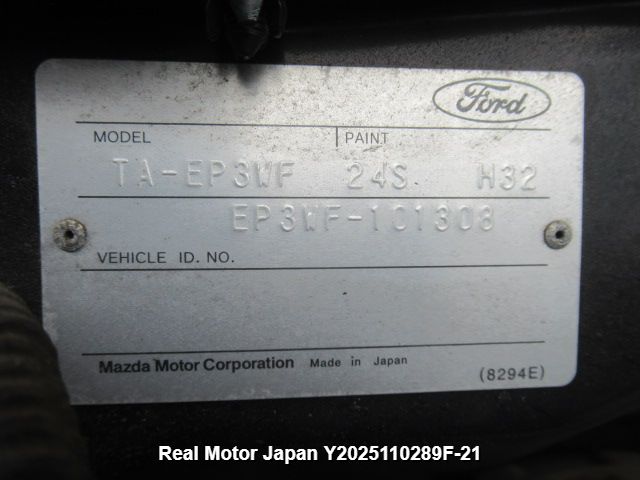 Ford
MODEL PAINT
TA-EP3WF 24S H32
EP3WF-101308
VEHICLE ID. NO.
Mazda Motor Corporation Made in Japan
(8294E)
Real Motor Japan Y2025110289F-21